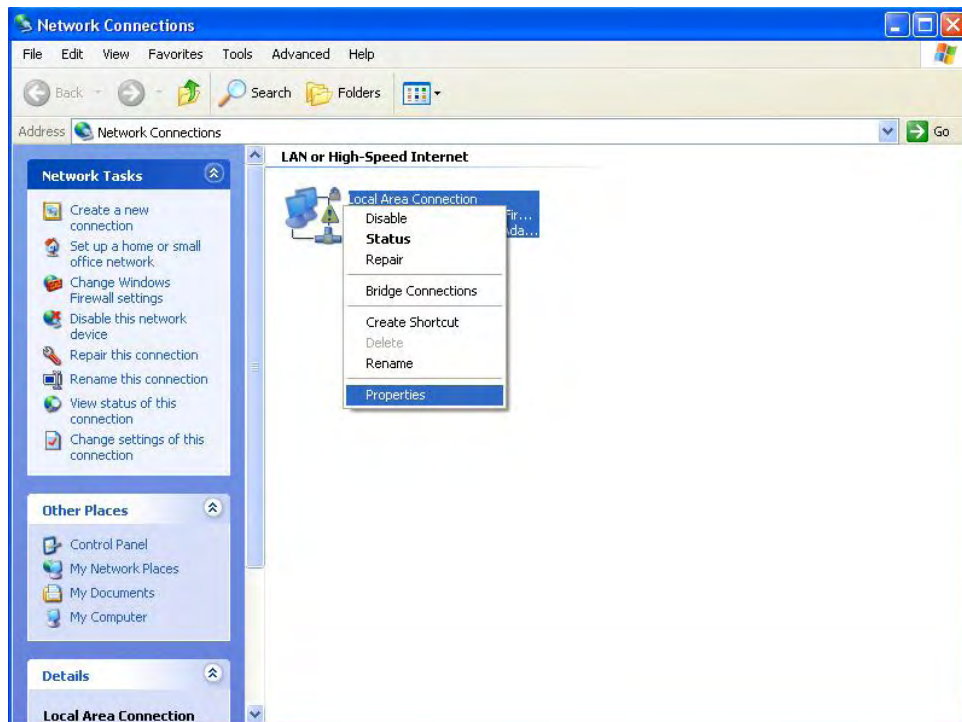 Network Connections
File Edit View Favorites Tools Advanced Help
Back Search Folders
Address Network Connections Go
Network Tasks
Create a new
connection
Set up a home or small
office network
Change Windows
Firewall settings
Disable this network
device
Repair this connection
Rename this connection
View status of this
connection
Change settings of this
connection
Other Places
Control Panel
My Network Places
My Documents
My Computer
Details
Local Area Connection
LAN or High-Speed Internet
Local Area Connection
Fir...
Ada...
Disable
Status
Repair
Bridge Connections
Create Shortcut
Delete
Rename
Properties